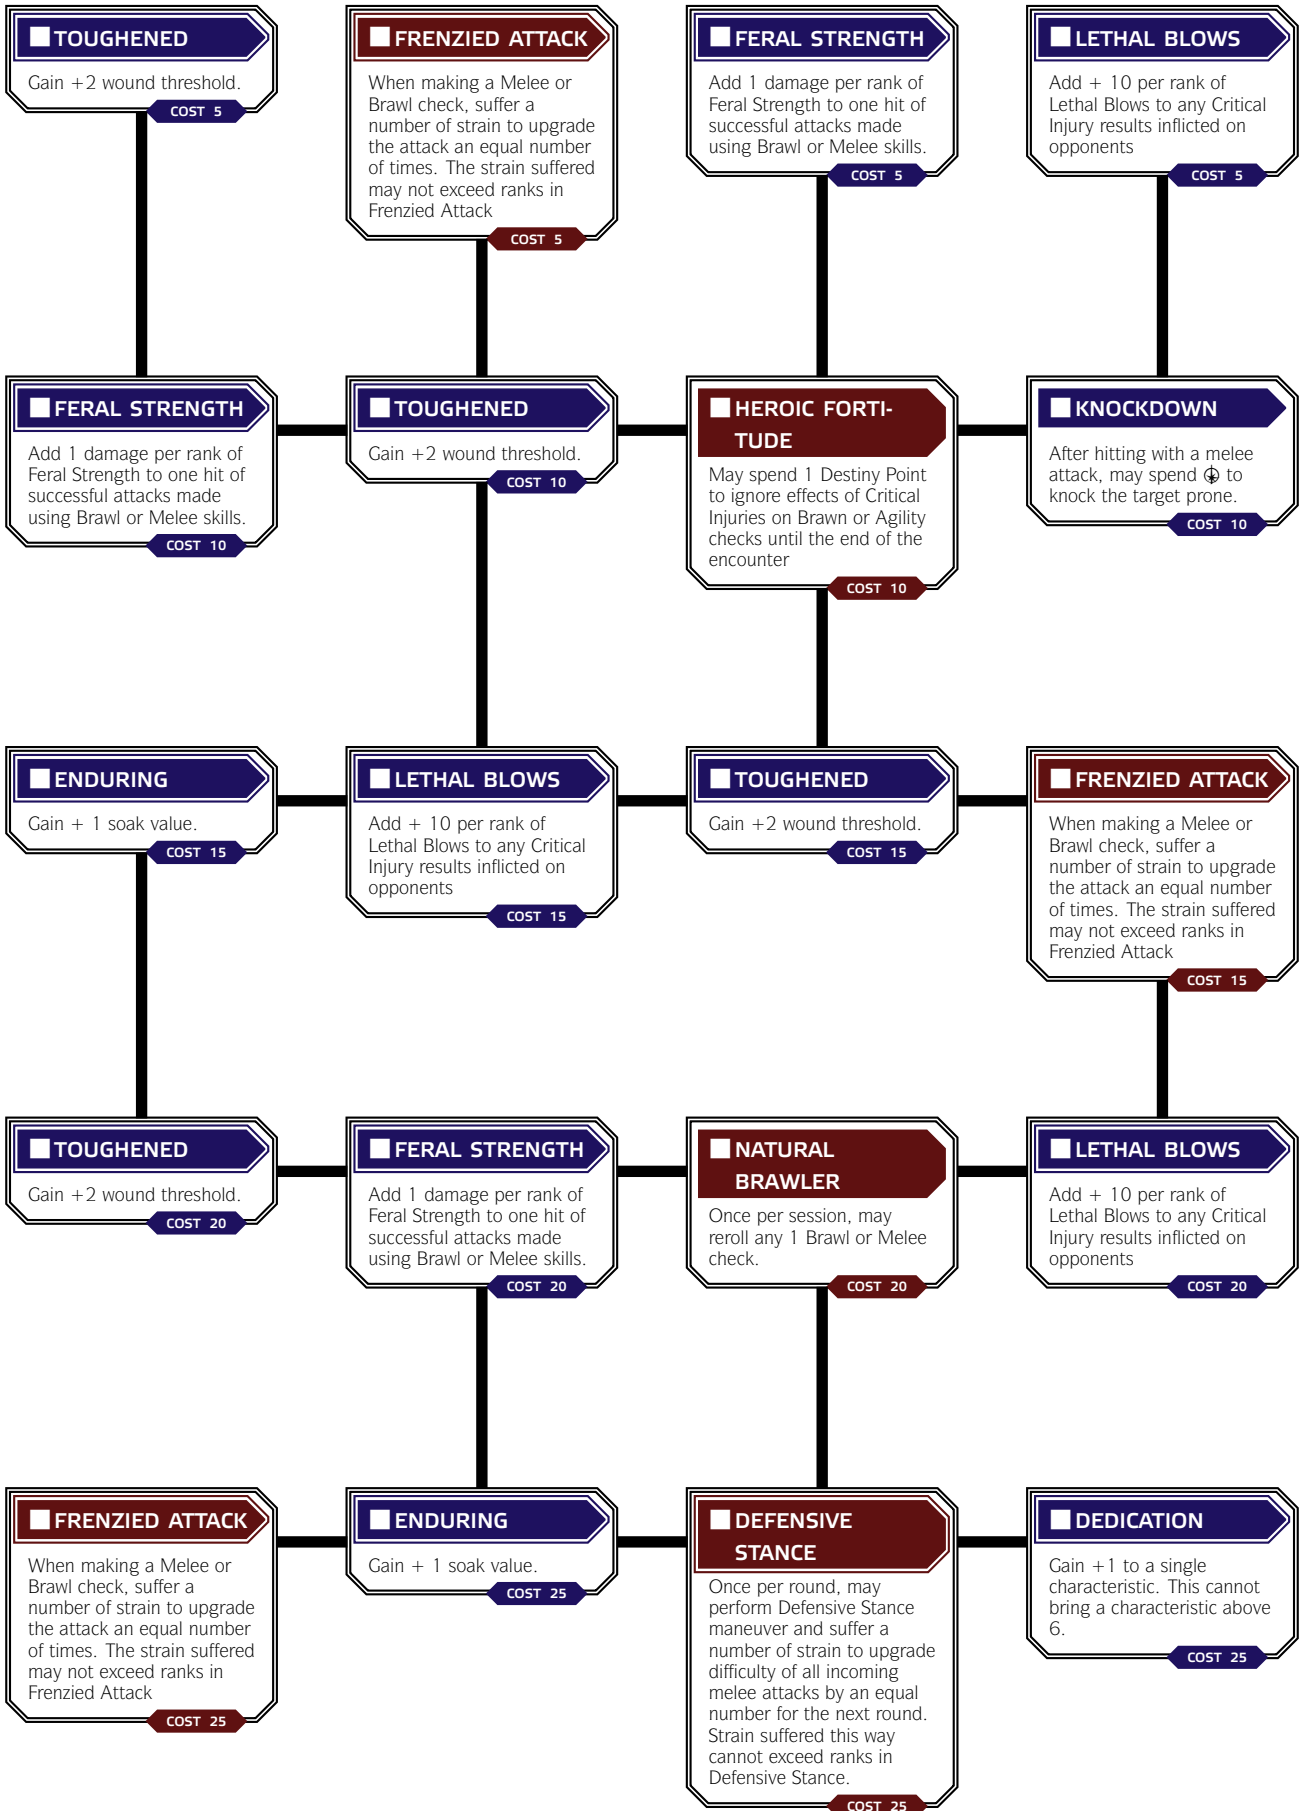 TOUGHENED
Gain +2 wound threshold.
COST 5
FRENZIED ATTACK
When making a Melee or
Brawl check, suffer a
number of strain to upgrade
the attack an equal number
of times. The strain suffered
may not exceed ranks in
Frenzied Attack
COST 5
FERAL STRENGTH
Add 1 damage per rank of
Feral Strength to one hit of
successful attacks made
using Brawl or Melee skills.
COST 5
LETHAL BLOWS
Add + 10 per rank of
Lethal Blows to any Critical
Injury results inflicted on
opponents
COST 5
FERAL STRENGTH
Add 1 damage per rank of
Feral Strength to one hit of
successful attacks made
using Brawl or Melee skills.
COST 10
TOUGHENED
Gain +2 wound threshold.
COST 10
HEROIC FORTI-
TUDE
May spend 1 Destiny Point
to ignore effects of Critical
Injuries on Brawn or Agility
checks until the end of the
encounter
COST 10
KNOCKDOWN
After hitting with a melee
attack, may spend to
knock the target prone.
COST 10
ENDURING
Gain + 1 soak value.
COST 15
LETHAL BLOWS
Add + 10 per rank of
Lethal Blows to any Critical
Injury results inflicted on
opponents
COST 15
TOUGHENED
Gain +2 wound threshold.
COST 15
FRENZIED ATTACK
When making a Melee or
Brawl check, suffer a
number of strain to upgrade
the attack an equal number
of times. The strain suffered
may not exceed ranks in
Frenzied Attack
COST 15
TOUGHENED
Gain +2 wound threshold.
COST 20
FERAL STRENGTH
Add 1 damage per rank of
Feral Strength to one hit of
successful attacks made
using Brawl or Melee skills.
COST 20
NATURAL
BRAWLER
Once per session, may
reroll any 1 Brawl or Melee
check.
COST 20
LETHAL BLOWS
Add + 10 per rank of
Lethal Blows to any Critical
Injury results inflicted on
opponents
COST 20
FRENZIED ATTACK
When making a Melee or
Brawl check, suffer a
number of strain to upgrade
the attack an equal number
of times. The strain suffered
may not exceed ranks in
Frenzied Attack
COST 25
ENDURING
Gain + 1 soak value.
COST 25
DEFENSIVE
STANCE
Once per round, may
perform Defensive Stance
maneuver and suffer a
number of strain to upgrade
difficulty of all incoming
melee attacks by an equal
number for the next round.
Strain suffered this way
cannot exceed ranks in
Defensive Stance.
COST 25
DEDICATION
Gain +1 to a single
characteristic. This cannot
bring a characteristic above
6.
COST 25